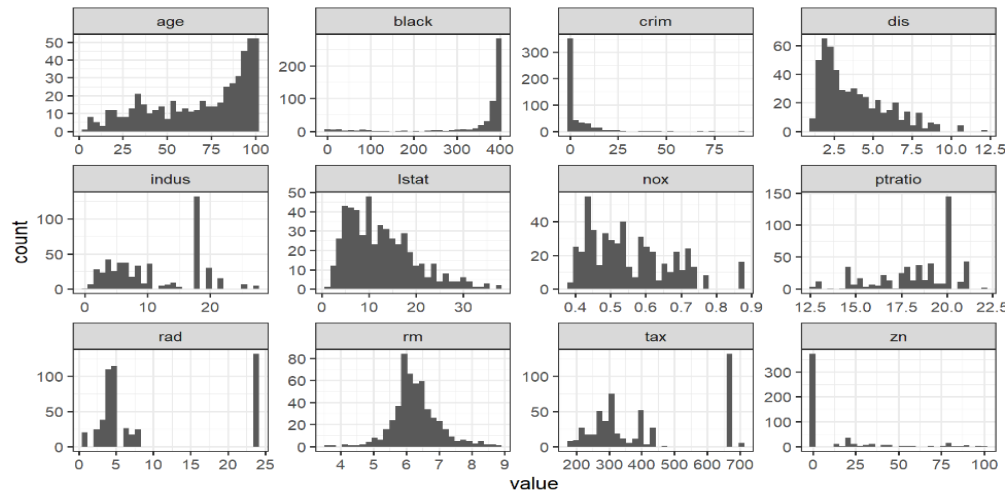 age black crim dis
50
40
30
20
10
0
0 25 50 75 100
200
100
0
0 100 200 300 400
300
200
100
0
0 25 50 75
60
40
20
0
2.5 5.0 7.5 10.0 12.5
indus lstat nox ptratio
100
50
0
0 10 20
50
40
30
20
10
0
0 10 20 30
40
20
0
0.4 0.5 0.6 0.7 0.8 0.9
150
100
50
0
12.5 15.0 17.5 20.0 22.5
rad rm tax zn
100
50
0
0 5 10 15 20 25
80
60
40
20
0
4 5 6 7 8 9
100
50
0
200 300 400 500 600 700
300
200
100
0
0 25 50 75 100
count
value